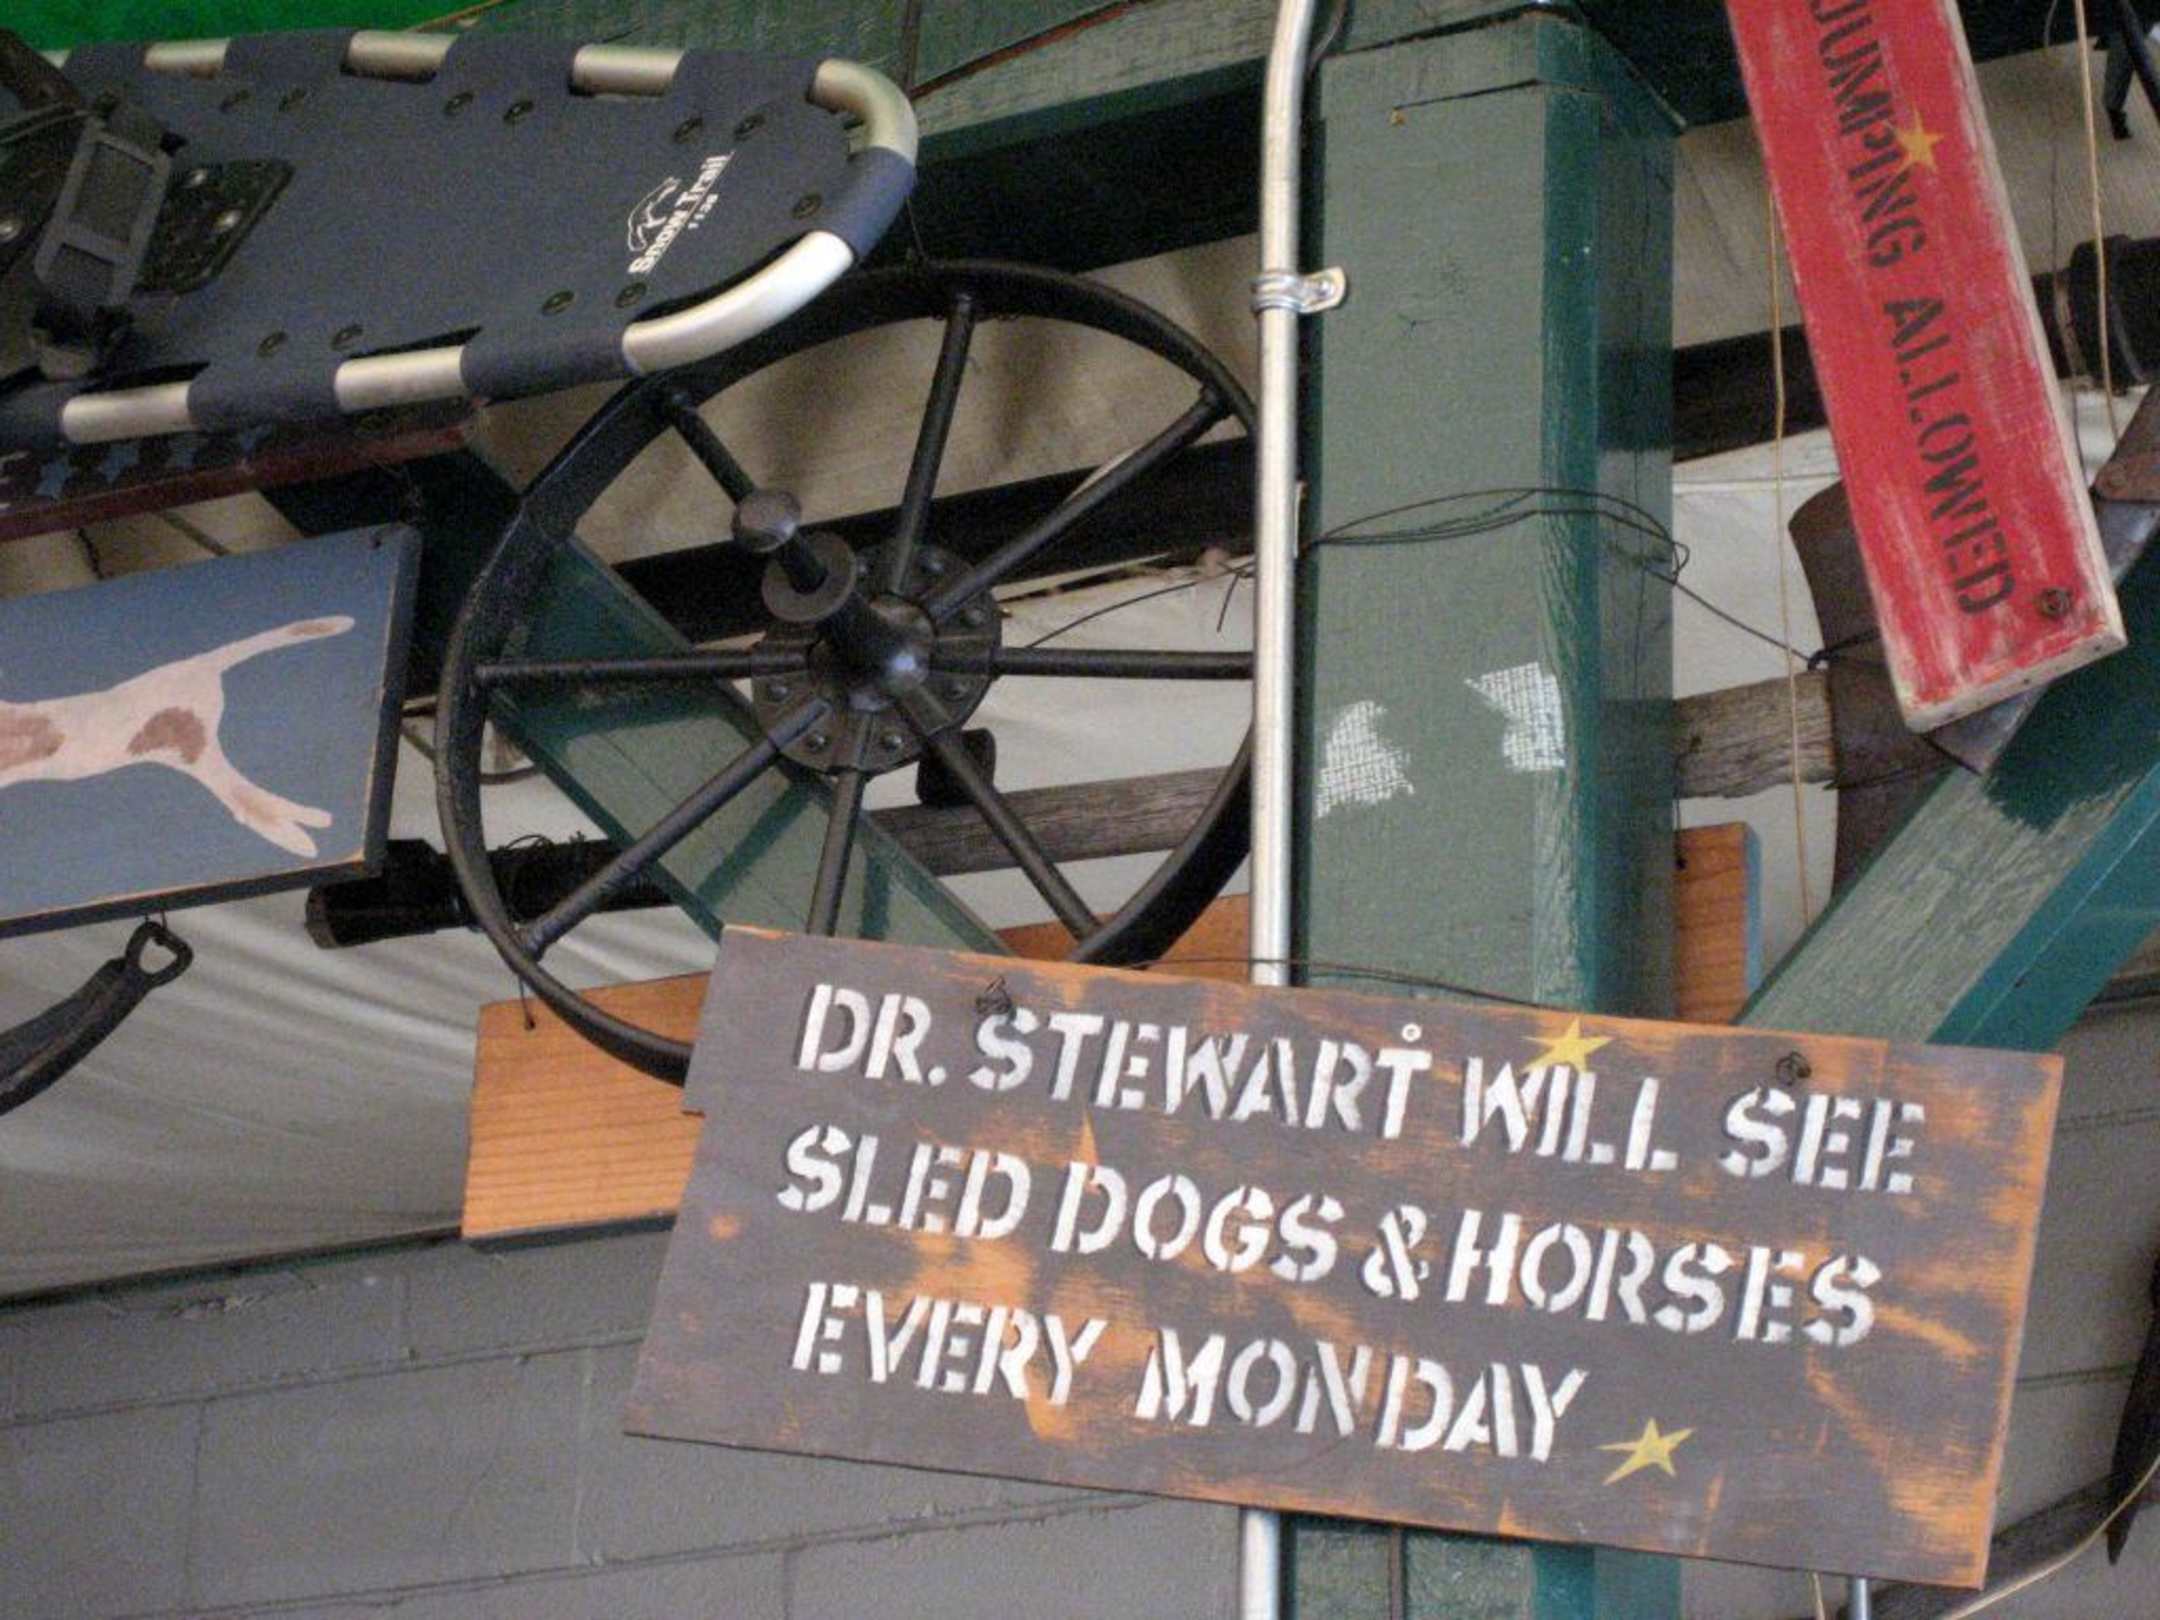 Snow Trail
JUMPING ALLOWED
DR. STEWART WILL SEE
SLED DOGS & HORSES
EVERY MONDAY